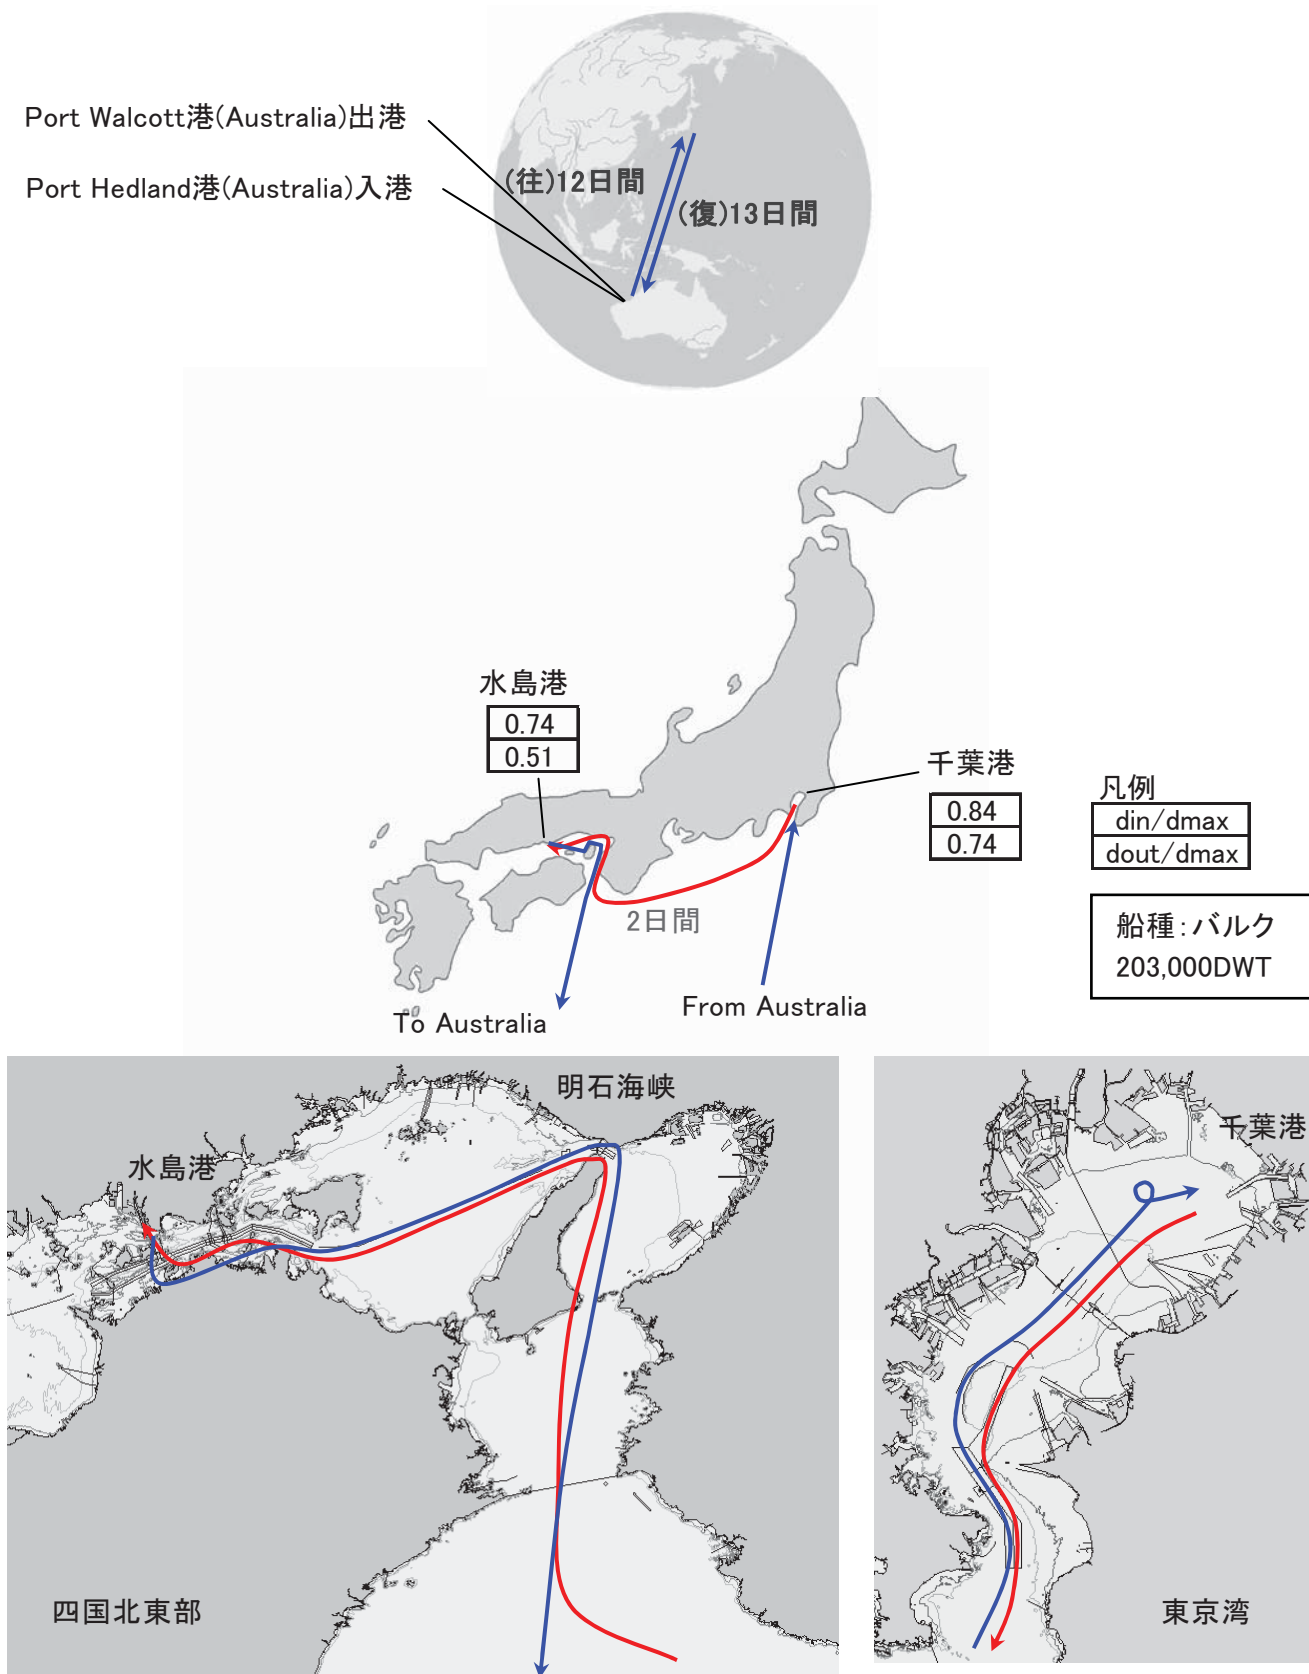 Port Walcott港(Australia)出港
Port Hedland港(Australia)入港
(往)12日間
(復)13日間
水島港
0.74
0.51
千葉港
0.84
0.74
凡例
din/dmax
dout/dmax
船種:バルク
203,000DWT
2日間
To Australia
From Australia
明石海峡
水島港
四国北東部
千葉港
東京湾